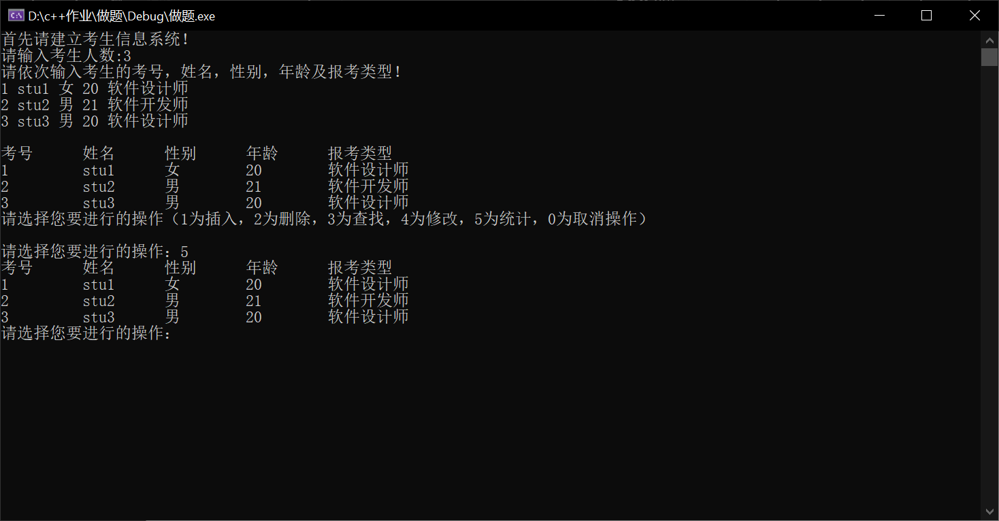 D:\c++作业\做题\Debug\做题.exe
首先请建立考生信息系统！
请输入考生人数:3
请依次输入考生的考号，姓名，性别，年龄及报考类型！
1 stu1 女 20 软件设计师
2 stu2 男 21 软件开发师
3 stu3 男 20 软件设计师
考号 姓名 性别 年龄 报考类型
1 stu1 女 20 软件设计师
2 stu2 男 21 软件开发师
3 stu3 男 20 软件设计师
请选择您要进行的操作（1为插入，2为删除，3为查找，4为修改，5为统计，0为取消操作）
请选择您要进行的操作：5
考号 姓名 性别 年龄 报考类型
1 stu1 女 20 软件设计师
2 stu2 男 21 软件开发师
3 stu3 男 20 软件设计师
请选择您要进行的操作：